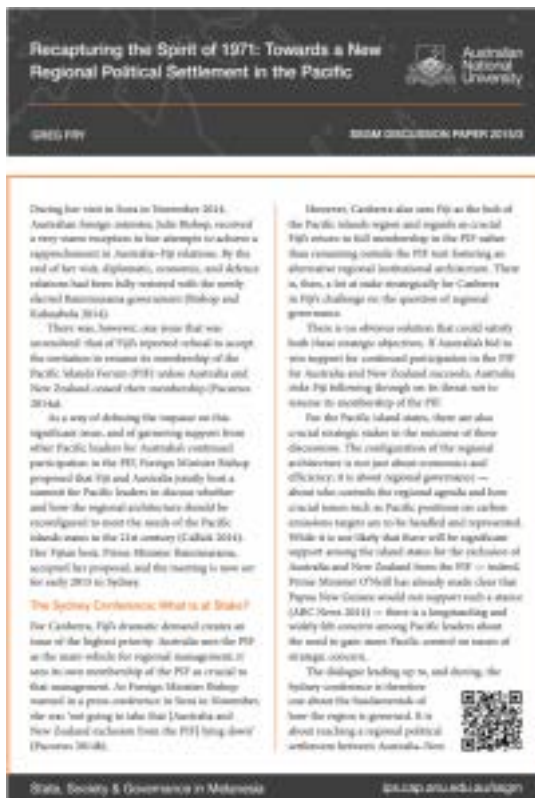 Recapturing the Spirit of 1971: Towards a New
Regional Political Settlement in the Pacific
Australian
National
University
GREG FRY
SSGM DISCUSSION PAPER 2015/3
During her visit to Suva in November 2014,
Australian foreign minister, Julie Bishop, received
a very warm reception in her attempts to achieve a
rapprochement in Australia–Fiji relations. By the
end of her visit, diplomatic, economic, and defence
relations had been fully restored with the newly
elected Bainimarama government (Bishop and
2014).
There was, however, one issue that was
unresolved: that of Fiji's reported refusal to accept
the invitation to resume its membership of the
Pacific Islands Forum (PIF) unless Australia and
New Zealand ceased their membership (Pacnews
2014a).
As a way of defusing the impasse on this
significant issue, and of garnering support from
other Pacific leaders for Australia's continued
participation in the PIF, Foreign Minister Bishop
proposed that Fiji and Australia jointly host a
summit for Pacific leaders to discuss whether
and how the regional architecture should be
reconfigured to meet the needs of the Pacific
islands states in the 21st century (Callick 2014).
Her Fijian host, Prime Minister Bainimarama,
accepted her proposal, and the meeting is now set
for early 2015 in Sydney.
The Sydney Conference: What is at Stake?
For Canberra, Fiji's dramatic demand creates an
issue of the highest priority. Australia sees the PIF
as the main vehicle for regional management; it
sees its own membership of the PIF as crucial to
that management. As Foreign Minister Bishop
warned in a press conference in Suva in November,
she was 'not going to take that [Australia and
New Zealand exclusion from the PIF] lying down'
(Pacnews 2014b).
However, Canberra also sees Fiji as the hub of
the Pacific islands region and regards as crucial
Fiji's return to full membership in the PIF rather
than remaining outside the PIF tent fostering an
alternative regional institutional architecture. There
is, then, a lot at stake strategically for Canberra
in Fiji's challenge on the question of regional
governance.
There is no obvious solution that could satisfy
both these strategic objectives. If Australia's bid to
win support for continued participation in the PIF
for Australia and New Zealand succeeds, Australia
risks Fiji following through on its threat not to
resume its membership of the PIF.
For the Pacific island states, there are also
crucial strategic stakes in the outcome of these
discussions. The configuration of the regional
architecture is not just about economics and
efficiency; it is about regional governance —
about who controls the regional agenda and how
crucial issues such as Pacific positions on carbon
emissions targets are to be handled and represented.
While it is not likely that there will be significant
support among the island states for the exclusion of
Australia and New Zealand from the PIF — indeed,
Prime Minister O'Neill has already made clear that
Papua New Guinea would not support such a stance
(ABC News 2014) — there is a longstanding and
widely felt concern among Pacific leaders about
the need to gain more Pacific control on issues of
strategic concern.
The dialogue leading up to, and during, the
Sydney conference is therefore
one about the fundamentals of
how the region is governed. It is
about reaching a regional political
settlement between Australia, New
State, Society & Governance in Melanesia
ips.cap.anu.edu.au/ssgm